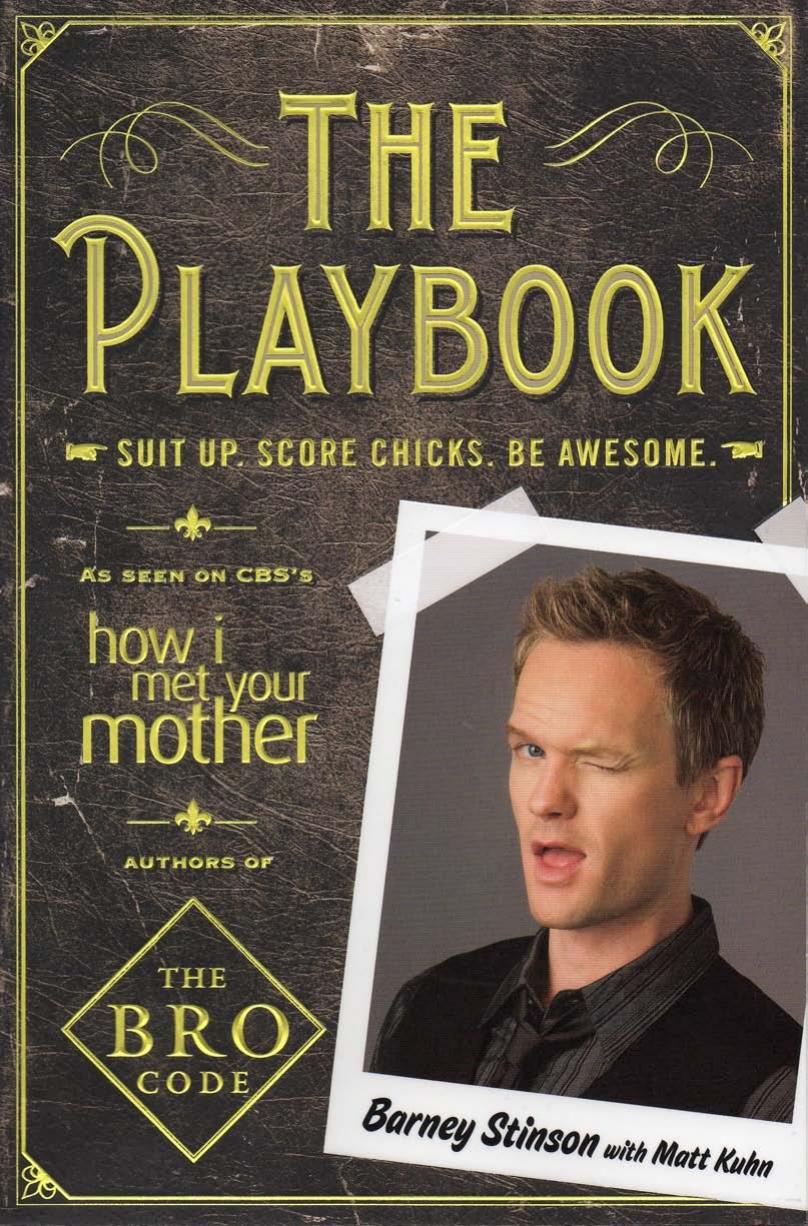 THE
PLAYBOOK
SUIT UP. SCORE CHICKS. BE AWESOME.
AS SEEN ON CBS's
how i
met your
mother
AUTHORS OF
THE
BRO
CODE
Barney Stinson with Matt Kuhn